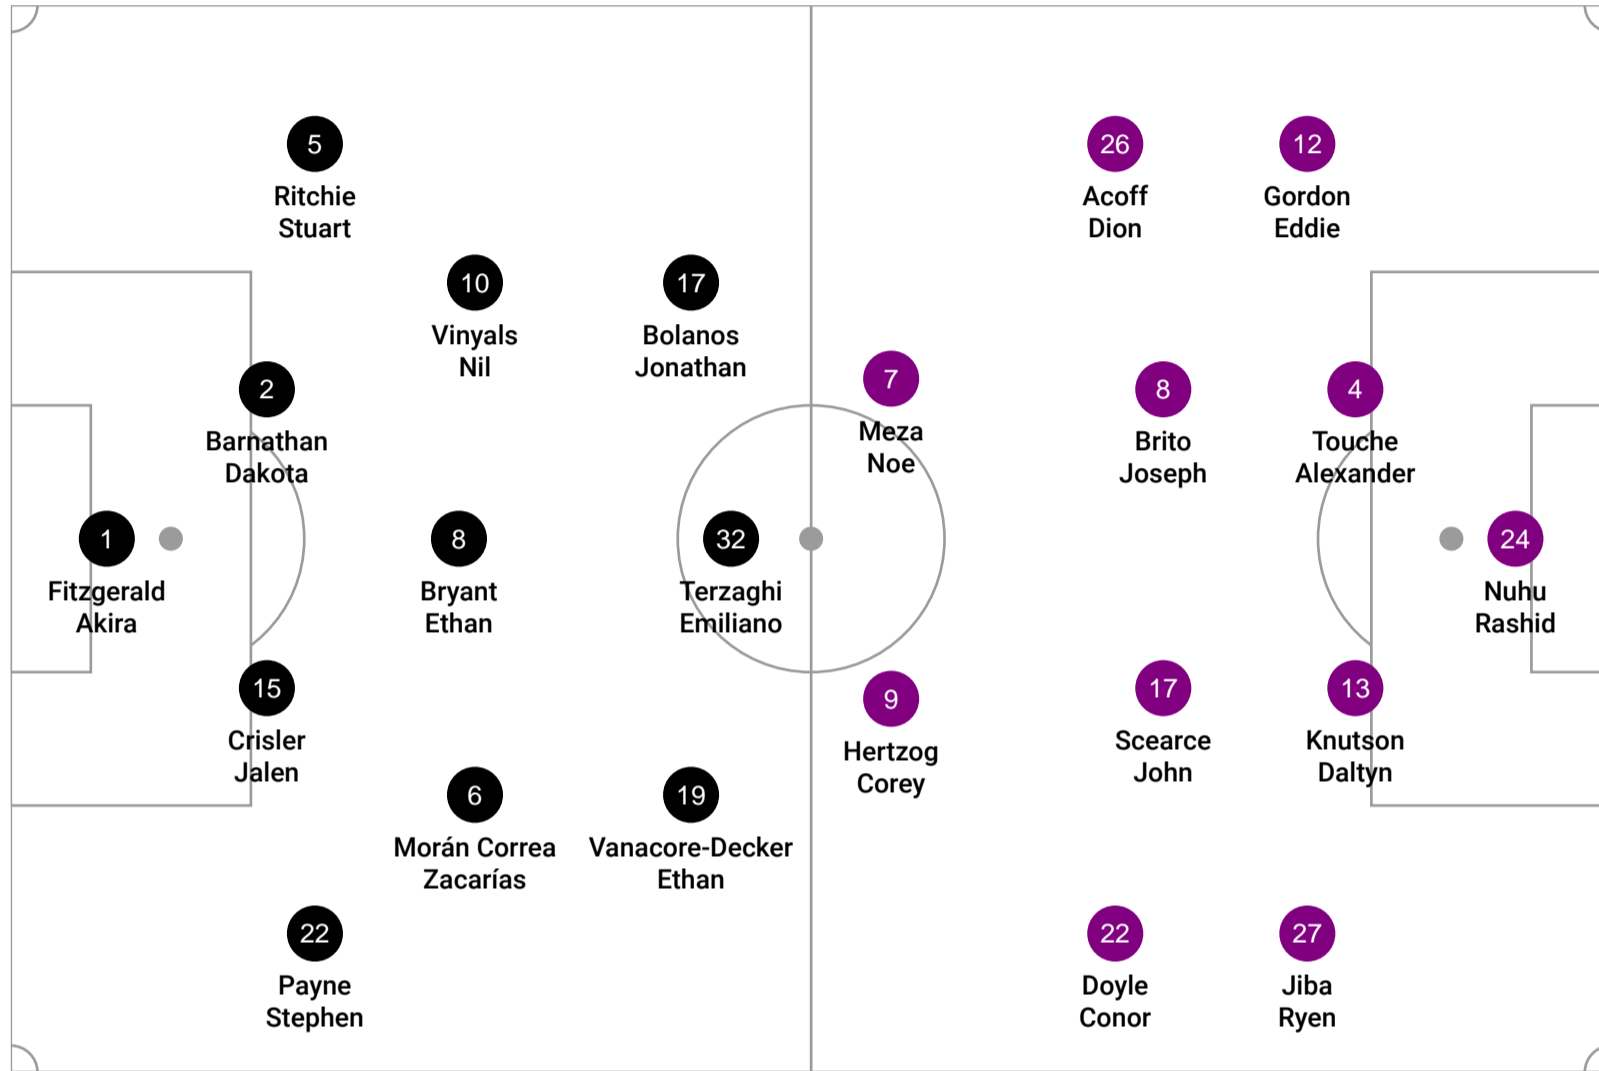 5
Ritchie
Stuart
26
Acoff
Dion
12
Gordon
Eddie
10
Vinyals
Nil
17
Bolanos
Jonathan
7
Meza
Noe
2
Barnathan
Dakota
8
Brito
Joseph
4
Touche
Alexander
1
Fitzgerald
Akira
8
Bryant
Ethan
32
Terzaghi
Emiliano
24
Nuhu
Rashid
15
Crisler
Jalen
9
Hertzog
Corey
17
Scearce
John
13
Knutson
Daltyn
6
Morán Correa
Zacarías
19
Vanacore-Decker
Ethan
22
Payne
Stephen
22
Doyle
Conor
27
Jiba
Ryen